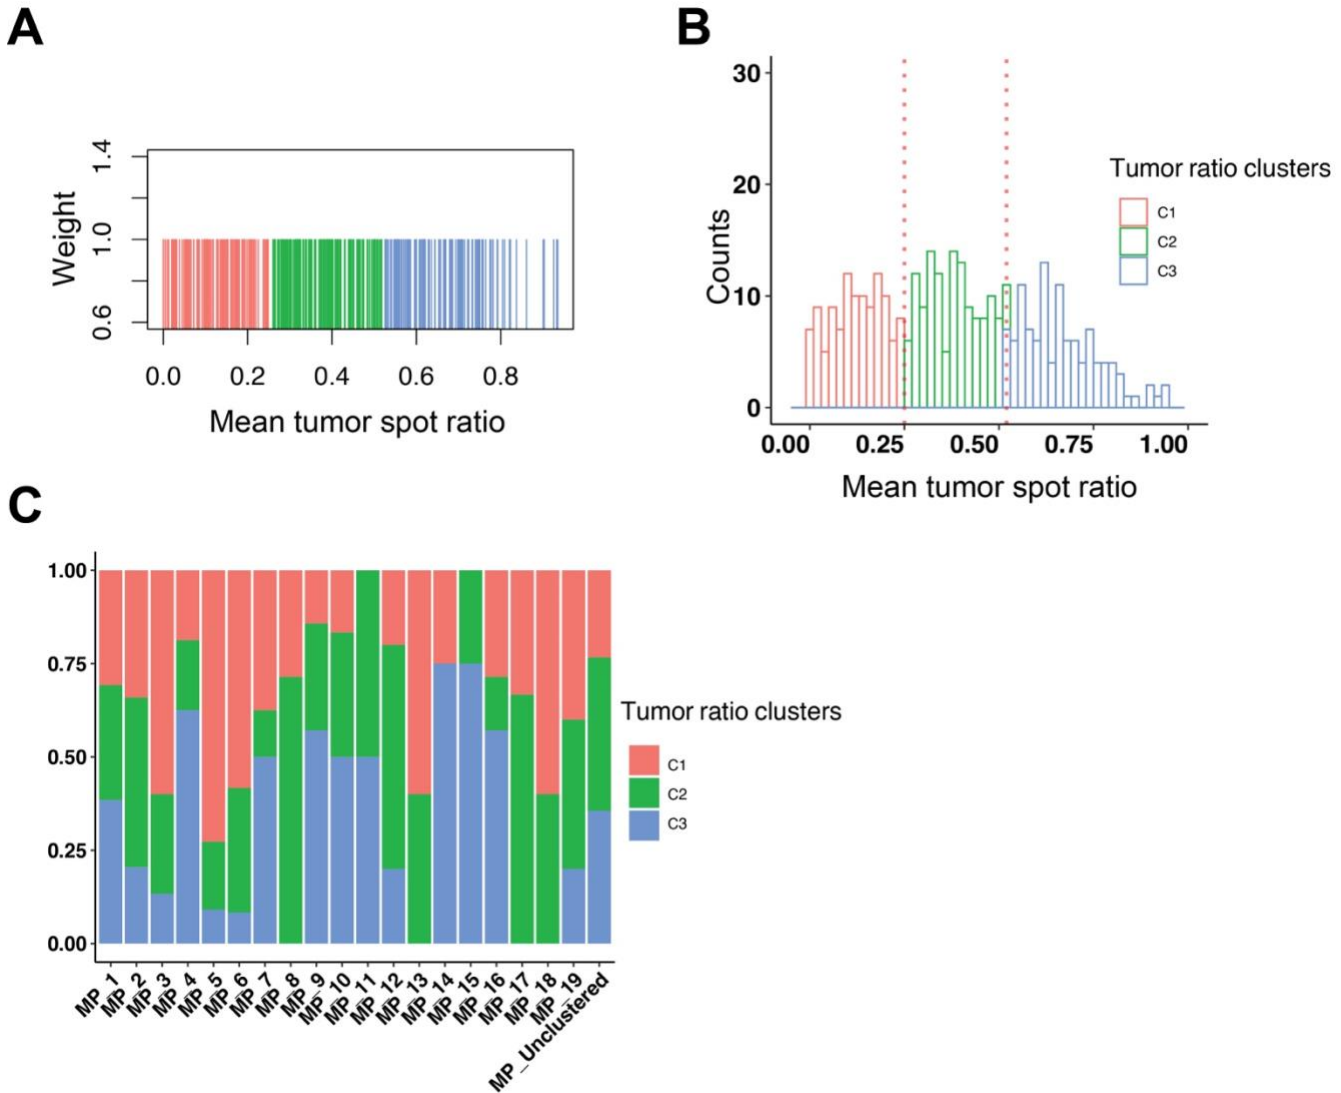 A
Weight
0.6
1.0
1.4
0.0 0.2 0.4 0.6 0.8
Mean tumor spot ratio
B
Counts
30
20
10
0
0.00 0.25 0.50 0.75 1.00
Mean tumor spot ratio
Tumor ratio clusters
C1
C2
C3
C
1.00
0.75
0.50
0.25
0.00
MP_1
MP_2
MP_3
MP_4
MP_5
MP_6
MP_7
MP_8
MP_9
MP_10
MP_11
MP_12
MP_13
MP_14
MP_15
MP_16
MP_17
MP_18
MP_19
MP_Unclustered
Tumor ratio clusters
C1
C2
C3